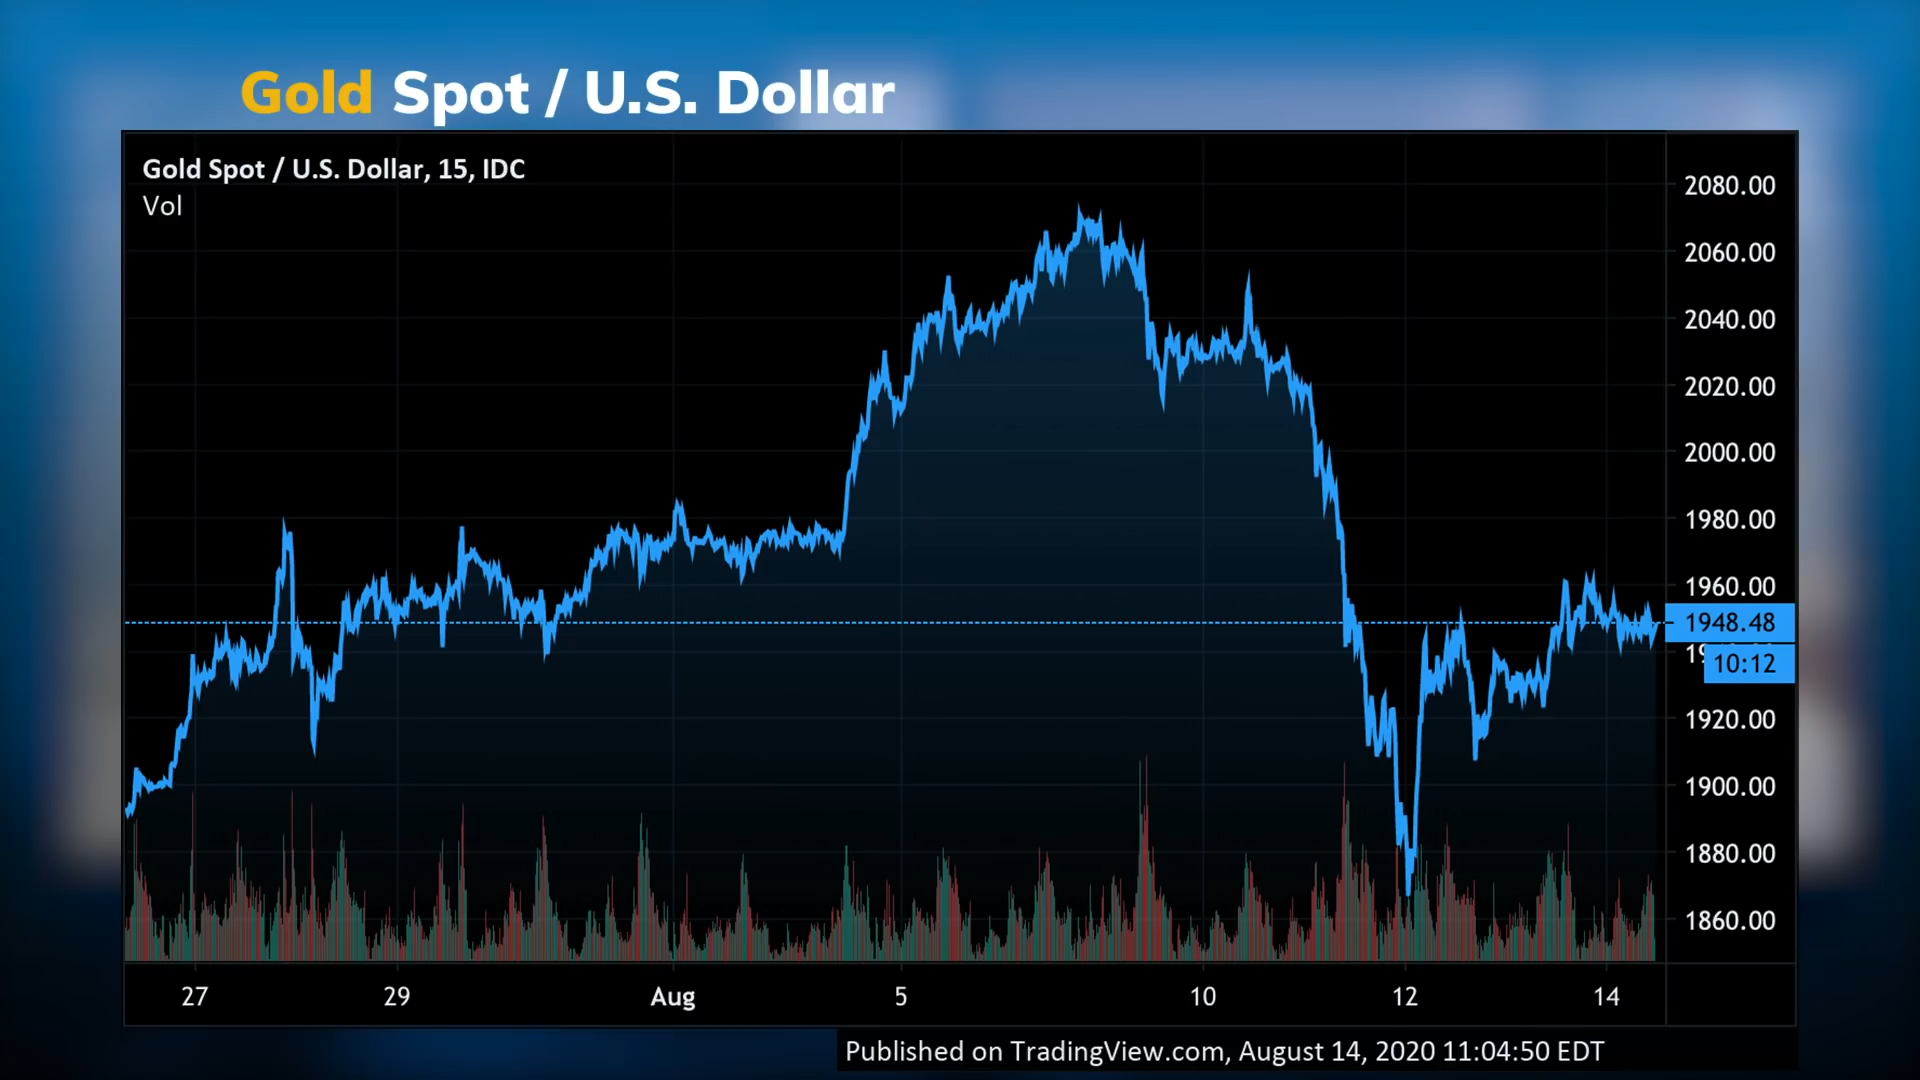 Gold Spot / U.S. Dollar
Gold Spot / U.S. Dollar, 15, IDC
Vol
2080.00
2060.00
2040.00
2020.00
2000.00
1980.00
1960.00
1948.48
10:12
1920.00
1900.00
1880.00
1860.00
27 29 Aug 5 10 12 14
Published on TradingView.com, August 14, 2020 11:04:50 EDT